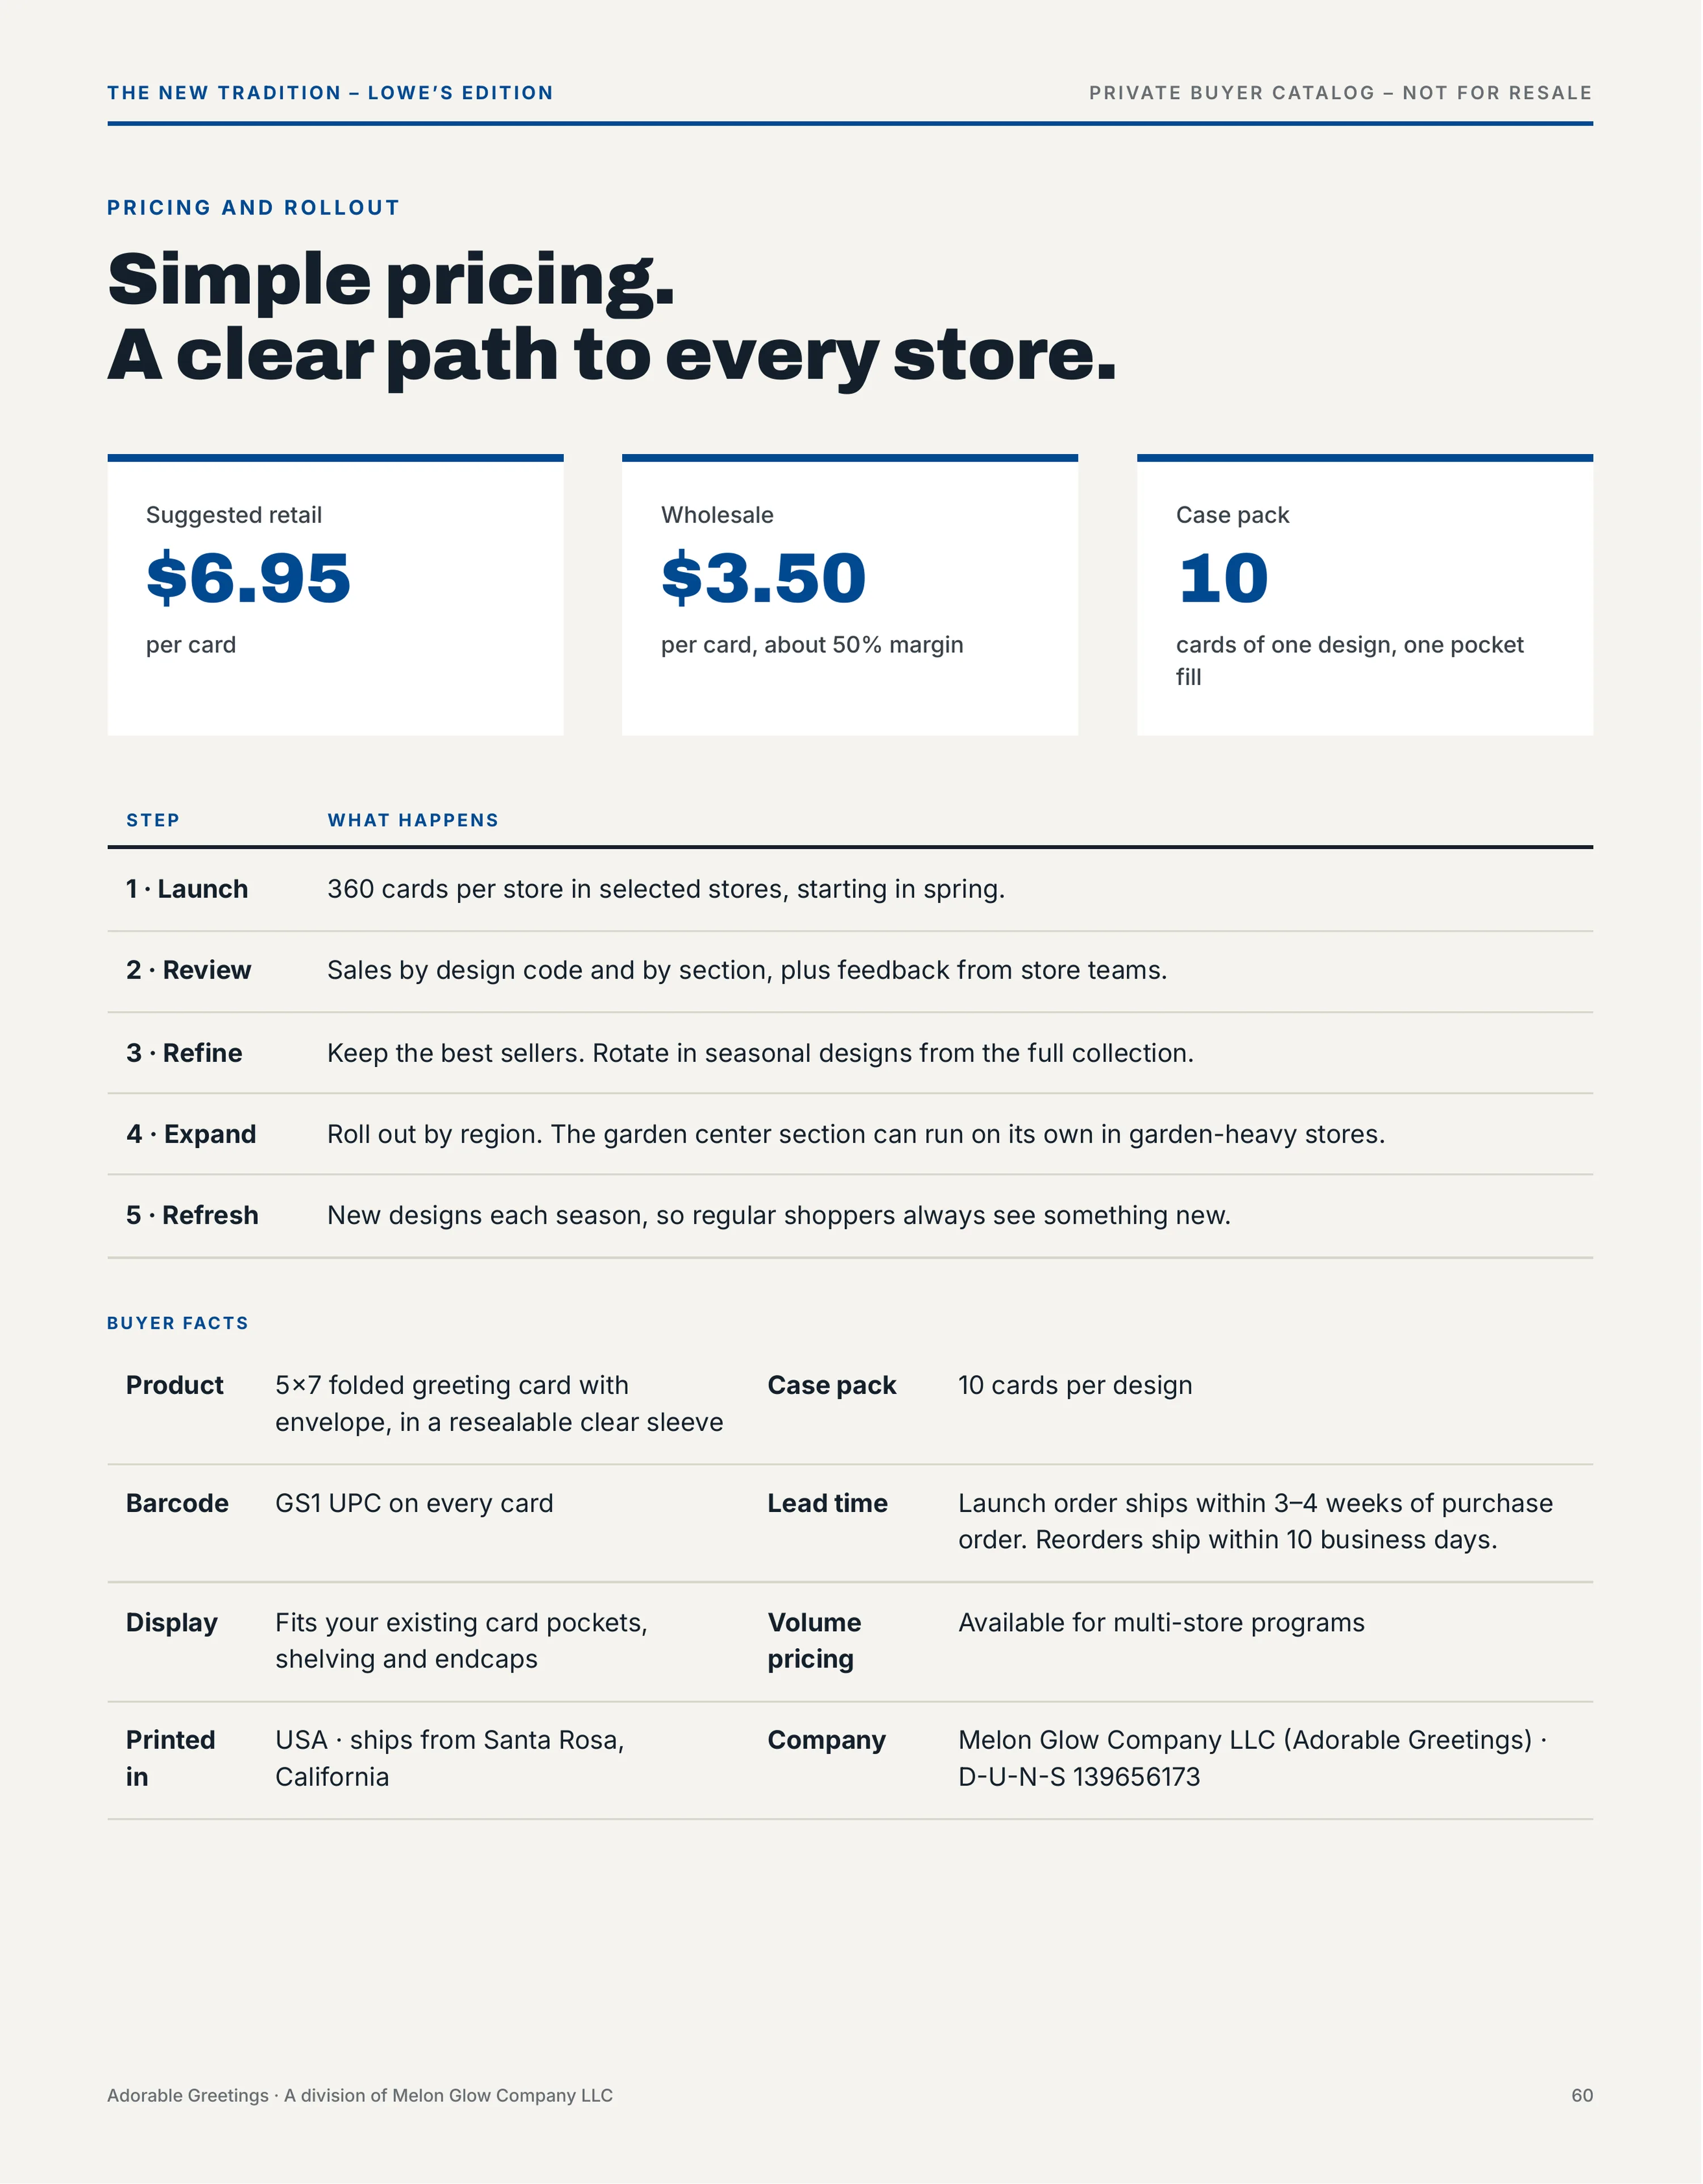 THE NEW TRADITION – LOWE’S EDITION
PRIVATE BUYER CATALOG – NOT FOR RESALE
PRICING AND ROLLOUT
Simple pricing.
A clear path to every store.
Suggested retail
$6.95
per card
Wholesale
$3.50
per card, about 50% margin
Case pack
10
cards of one design, one pocket
fill
STEP WHAT HAPPENS
1 · Launch 360 cards per store in selected stores, starting in spring.
2 · Review Sales by design code and by section, plus feedback from store teams.
3 · Refine Keep the best sellers. Rotate in seasonal designs from the full collection.
4 · Expand Roll out by region. The garden center section can run on its own in garden-heavy stores.
5 · Refresh New designs each season, so regular shoppers always see something new.
BUYER FACTS
Product
5×7 folded greeting card with
envelope, in a resealable clear sleeve
Case pack
10 cards per design
Barcode
GS1 UPC on every card
Lead time
Launch order ships within 3–4 weeks of purchase
order. Reorders ship within 10 business days.
Display
Fits your existing card pockets,
shelving and endcaps
Volume
pricing
Available for multi-store programs
Printed
in
USA · ships from Santa Rosa,
California
Company
Melon Glow Company LLC (Adorable Greetings) ·
D-U-N-S 139656173
Adorable Greetings · A division of Melon Glow Company LLC
60